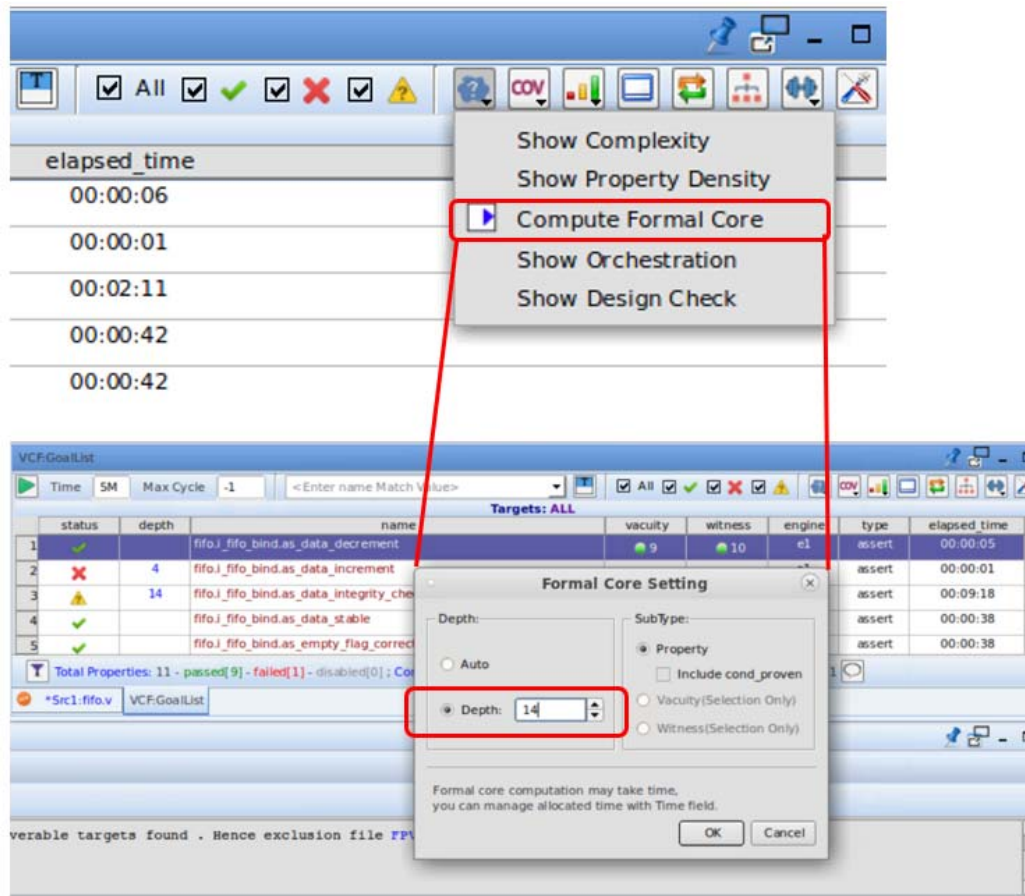 T All
COV
elapsed_time
00:00:06
00:00:01
00:02:11
00:00:42
00:00:42
Show Complexity
Show Property Density
Compute Formal Core
Show Orchestration
Show Design Check
VCF:GoalList
Time 5M Max Cycle -1 <Enter name Match Value> All COV
Targets: ALL
status depth name vacuity witness engine type elapsed_time
1 fifo.i_fifo_bind.as_data_decrement 9 10 e1 assert 00:00:05
2 4 fifo.i_fifo_bind.as_data_increment assert 00:00:01
3 14 fifo.i_fifo_bind.as_data_integrity_che assert 00:09:18
4 fifo.i_fifo_bind.as_data_stable assert 00:00:38
5 fifo.i_fifo_bind.as_empty_flag_correct assert 00:00:38
Total Properties: 11 - passed[9] - failed[1] - disabled[0] ; Co 1
*Src1:fifo.v VCF:GoalList
Formal Core Setting
Depth:
Auto
Depth: 14
SubType:
Property
Include cond_proven
Vacuity(Selection Only)
Witness(Selection Only)
Formal core computation may take time,
you can manage allocated time with Time field.
OK Cancel
verable targets found . Hence exclusion file FPV